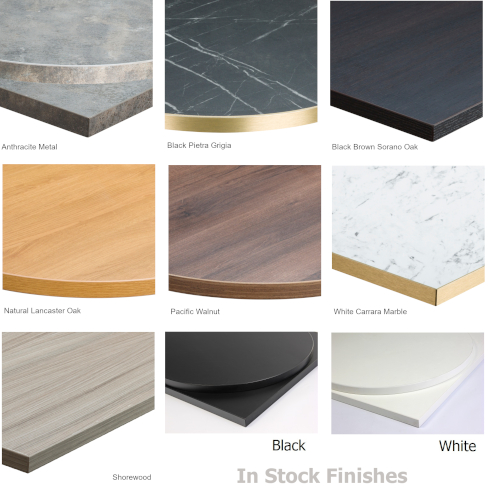 Anthracite Metal
Black Pietra Grigia
Black Brown Sorano Oak
Natural Lancaster Oak
Pacific Walnut
White Carrara Marble
Shorewood
Black
White
In Stock Finishes